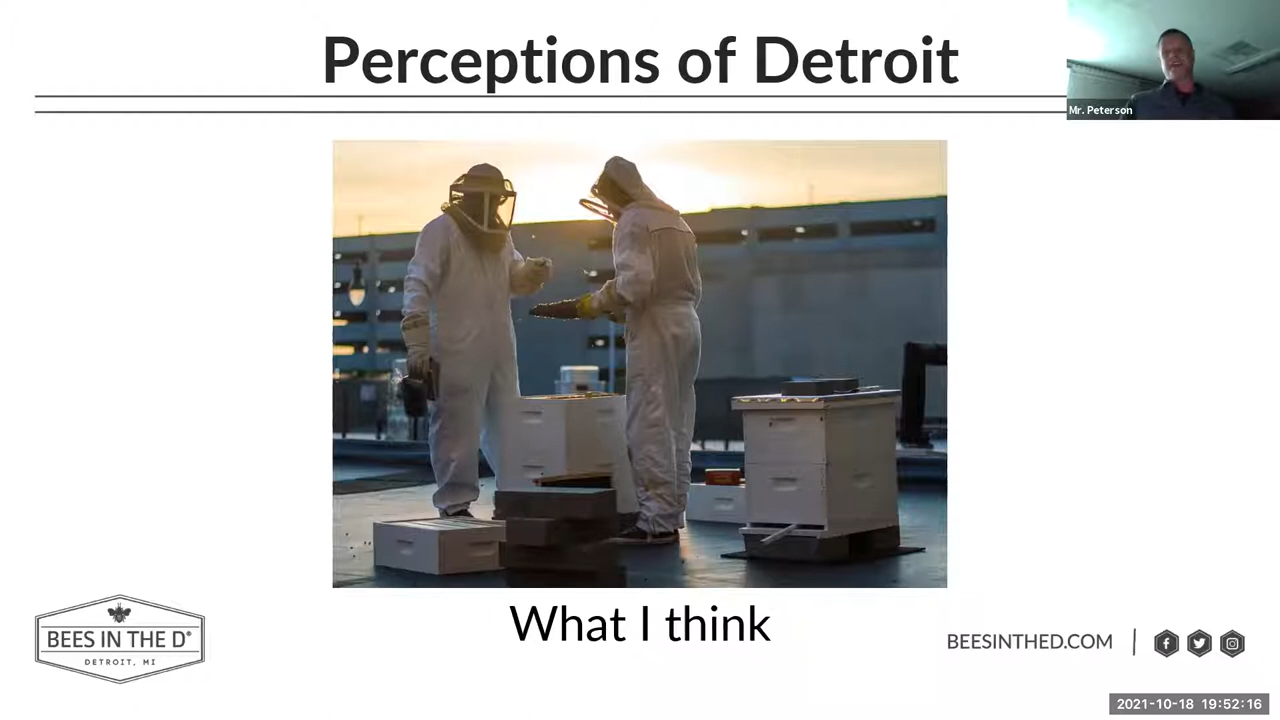 Perceptions of Detroit
Mr. Peterson
What I think
BEES IN THE D®
DETROIT, MI
BEESINTHED.COM
2021-10-18 19:52:16